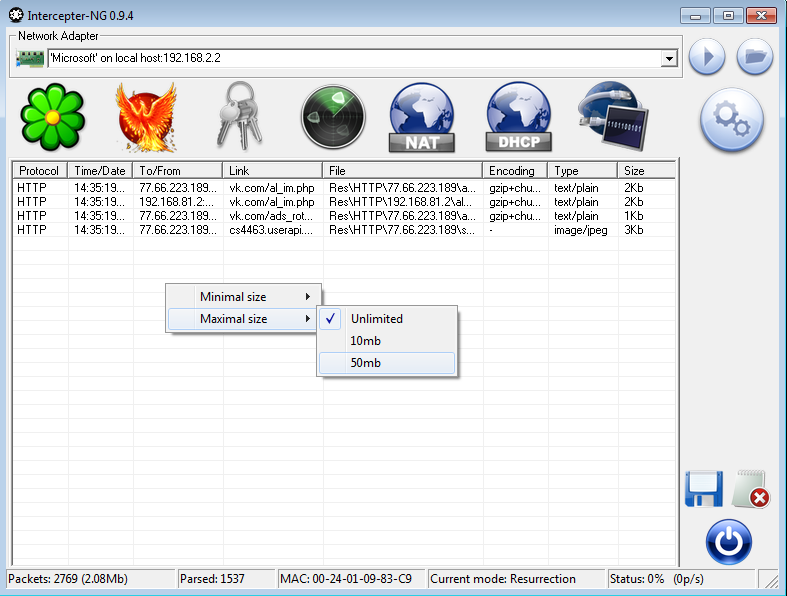 Intercepter-NG 0.9.4
Network Adapter
'Microsoft' on local host:192.168.2.2
NAT DHCP 1101100101
Protocol Time/Date To/From Link File Encoding Type Size
HTTP 14:35:19... 77.66.223.189... vk.com/al_im.php Res\HTTP\77.66.223.189\a... gzip+chu... text/plain 2Kb
HTTP 14:35:19... 192.168.81.2:... vk.com/al_im.php Res\HTTP\192.168.81.2\al... gzip+chu... text/plain 2Kb
HTTP 14:35:19... 77.66.223.189... vk.com/ads_rot... Res\HTTP\77.66.223.189\a... gzip+chu... text/plain 1Kb
HTTP 14:35:19... 77.66.223.189... cs4463.userapi.... Res\HTTP\77.66.223.189\s... - image/jpeg 3Kb
Minimal size
Maximal size Unlimited
10mb
50mb
Packets: 2769 (2.08Mb) Parsed: 1537 MAC: 00-24-01-09-83-C9 Current mode: Resurrection Status: 0% (0p/s)